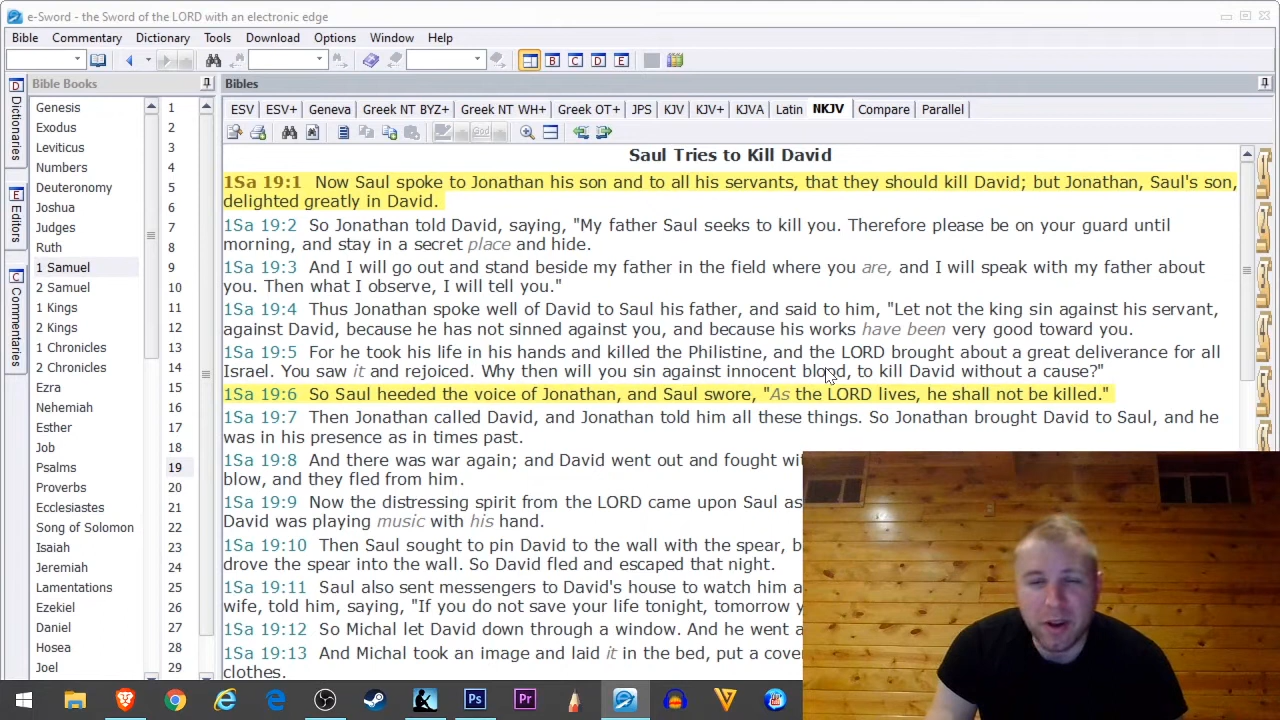 e-Sword - the Sword of the LORD with an electronic edge
Bible Commentary Dictionary Tools Download Options Window Help
B C D E
Bible Books
Bibles
D Dictionaries
E Editors
C Commentaries
Genesis 1
Exodus 2
Leviticus 3
Numbers 4
Deuteronomy 5
Joshua 6
Judges 7
Ruth 8
1 Samuel 9
2 Samuel 10
1 Kings 11
2 Kings 12
1 Chronicles 13
2 Chronicles 14
Ezra 15
Nehemiah 16
Esther 17
Job 18
Psalms 19
Proverbs 20
Ecclesiastes 21
Song of Solomon 22
Isaiah 23
Jeremiah 24
Lamentations 25
Ezekiel 26
Daniel 27
Hosea 28
Joel 29
ESV ESV+ Geneva Greek NT BYZ+ Greek NT WH+ Greek OT+ JPS KJV KJV+ KJVA Latin NKJV Compare Parallel
God
Saul Tries to Kill David
1Sa 19:1 Now Saul spoke to Jonathan his son and to all his servants, that they should kill David; but Jonathan, Saul's son,
delighted greatly in David.
1Sa 19:2 So Jonathan told David, saying, "My father Saul seeks to kill you. Therefore please be on your guard until
morning, and stay in a secret place and hide.
1Sa 19:3 And I will go out and stand beside my father in the field where you are, and I will speak with my father about
you. Then what I observe, I will tell you."
1Sa 19:4 Thus Jonathan spoke well of David to Saul his father, and said to him, "Let not the king sin against his servant,
against David, because he has not sinned against you, and because his works have been very good toward you.
1Sa 19:5 For he took his life in his hands and killed the Philistine, and the LORD brought about a great deliverance for all
Israel. You saw it and rejoiced. Why then will you sin against innocent blood, to kill David without a cause?"
1Sa 19:6 So Saul heeded the voice of Jonathan, and Saul swore, "As the LORD lives, he shall not be killed."
1Sa 19:7 Then Jonathan called David, and Jonathan told him all these things. So Jonathan brought David to Saul, and he
was in his presence as in times past.
1Sa 19:8 And there was war again; and David went out and fought
blow, and they fled from him.
1Sa 19:9 Now the distressing spirit from the LORD came upon Saul as
David was playing music with his hand.
1Sa 19:10 Then Saul sought to pin David to the wall with the spear,
drove the spear into the wall. So David fled and escaped that night.
1Sa 19:11 Saul also sent messengers to David's house to watch him
wife, told him, saying, "If you do not save your life tonight, tomorrow
1Sa 19:12 So Michal let David down through a window. And he went
1Sa 19:13 And Michal took an image and laid it in the bed, put a
clothes.
Ps
Pr